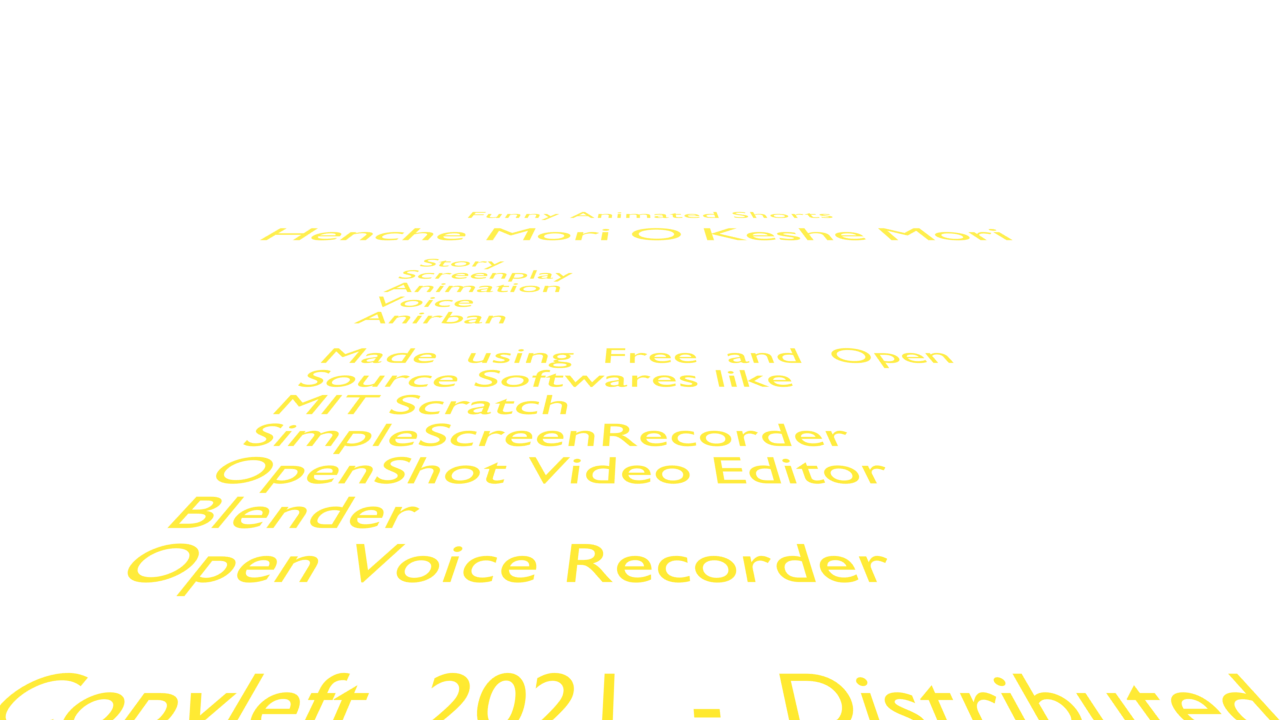 Funny Animated Shorts
Henche Mori O Keshe Mori
Story
Screenplay
Animation
Voice
Anirban
Made using Free and Open
Source Softwares like
MIT Scratch
SimpleScreenRecorder
OpenShot Video Editor
Blender
Open Voice Recorder
Copyleft 2021 - Distributed